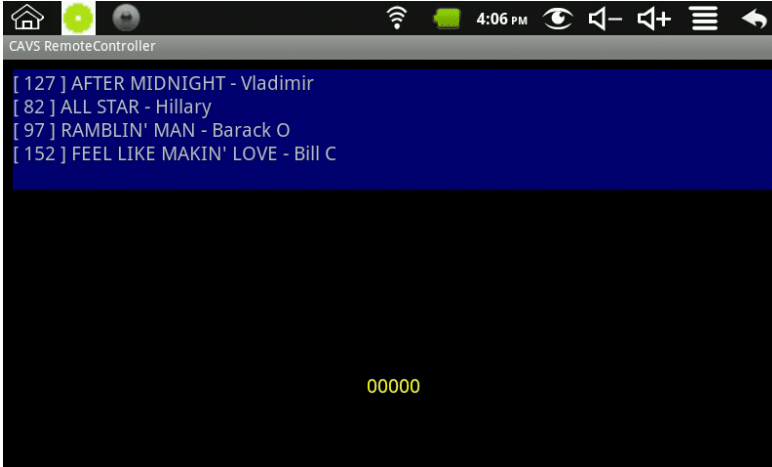 4:06 PM
CAVS RemoteController
[ 127 ] AFTER MIDNIGHT - Vladimir
[ 82 ] ALL STAR - Hillary
[ 97 ] RAMBLIN' MAN - Barack O
[ 152 ] FEEL LIKE MAKIN' LOVE - Bill C
00000